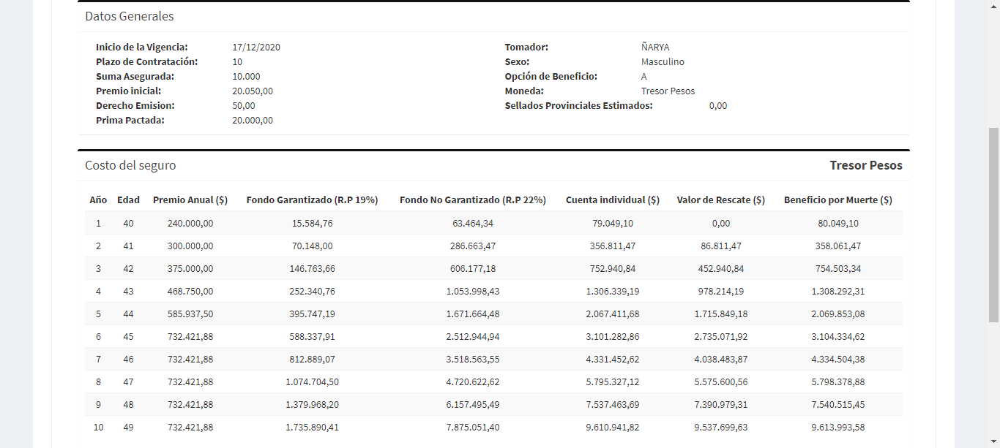 Datos Generales
Inicio de la Vigencia: 17/12/2020 Tomador: ÑARYA
Plazo de Contratación: 10 Sexo: Masculino
Suma Asegurada: 10.000 Opción de Beneficio: A
Premio inicial: 20.050,00 Moneda: Tresor Pesos
Derecho Emision: 50,00 Sellados Provinciales Estimados: 0,00
Prima Pactada: 20.000,00
Costo del seguro Tresor Pesos
Año Edad Premio Anual ($) Fondo Garantizado (R.P 19%) Fondo No Garantizado (R.P 22%) Cuenta individual ($) Valor de Rescate ($) Beneficio por Muerte ($)
1 40 240.000,00 15.584,76 63.464,34 79.049,10 0,00 80.049,10
2 41 300.000,00 70.148,00 286.663,47 356.811,47 86.811,47 358.061,47
3 42 375.000,00 146.763,66 606.177,18 752.940,84 452.940,84 754.503,34
4 43 468.750,00 252.340,76 1.053.998,43 1.306.339,19 978.214,19 1.308.292,31
5 44 585.937,50 395.747,19 1.671.664,48 2.067.411,68 1.715.849,18 2.069.853,08
6 45 732.421,88 588.337,91 2.512.944,94 3.101.282,86 2.735.071,92 3.104.334,62
7 46 732.421,88 812.889,07 3.518.563,55 4.331.452,62 4.038.483,87 4.334.504,38
8 47 732.421,88 1.074.704,50 4.720.622,62 5.795.327,12 5.575.600,56 5.798.378,88
9 48 732.421,88 1.379.968,20 6.157.495,49 7.537.463,69 7.390.979,31 7.540.515,45
10 49 732.421,88 1.735.890,41 7.875.051,40 9.610.941,82 9.537.699,63 9.613.993,58